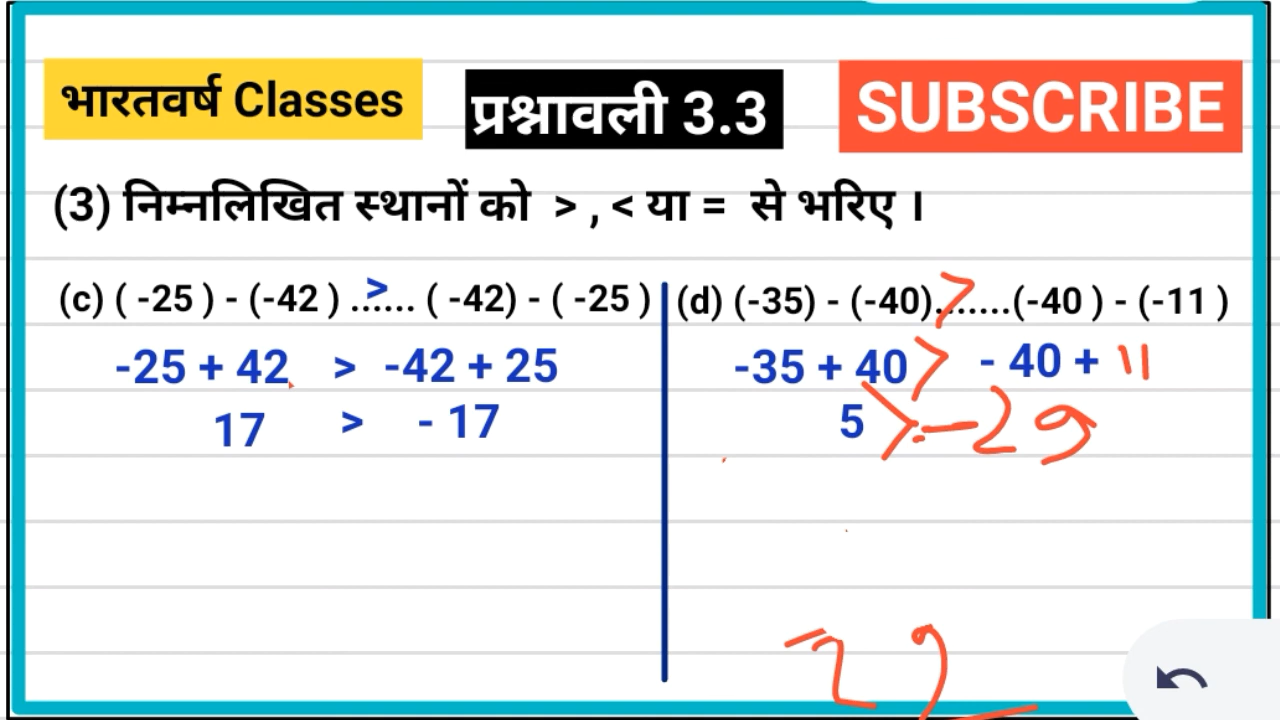 भारतवर्ष Classes
प्रश्नावली 3.3
SUBSCRIBE
(3) निम्नलिखित स्थानों को > , < या = से भरिए ।
(c) ( -25 ) - (-42 ) ...>... ( -42) - ( -25 )
-25 + 42 > -42 + 25
17 > - 17
(d) (-35) - (-40).>......(-40 ) - (-11 )
-35 + 40 > - 40 + 11
5 > -29